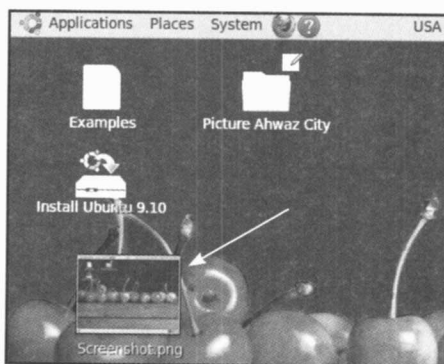 Applications Places System ? USA
Examples
Picture Ahwaz City
Install Ubuntu 9.10
Screenshot.png